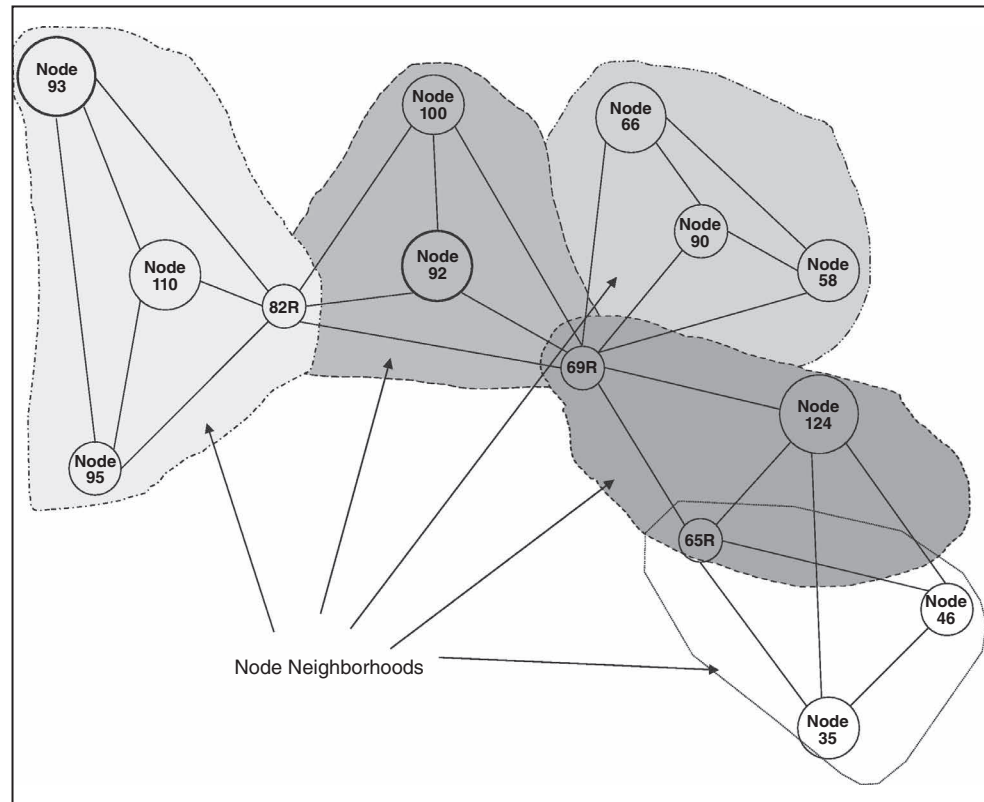 Node
93
Node
100
Node
66
Node
90
Node
110
Node
92
Node
58
82R
69R
Node
124
Node
95
65R
Node
46
Node Neighborhoods
Node
35